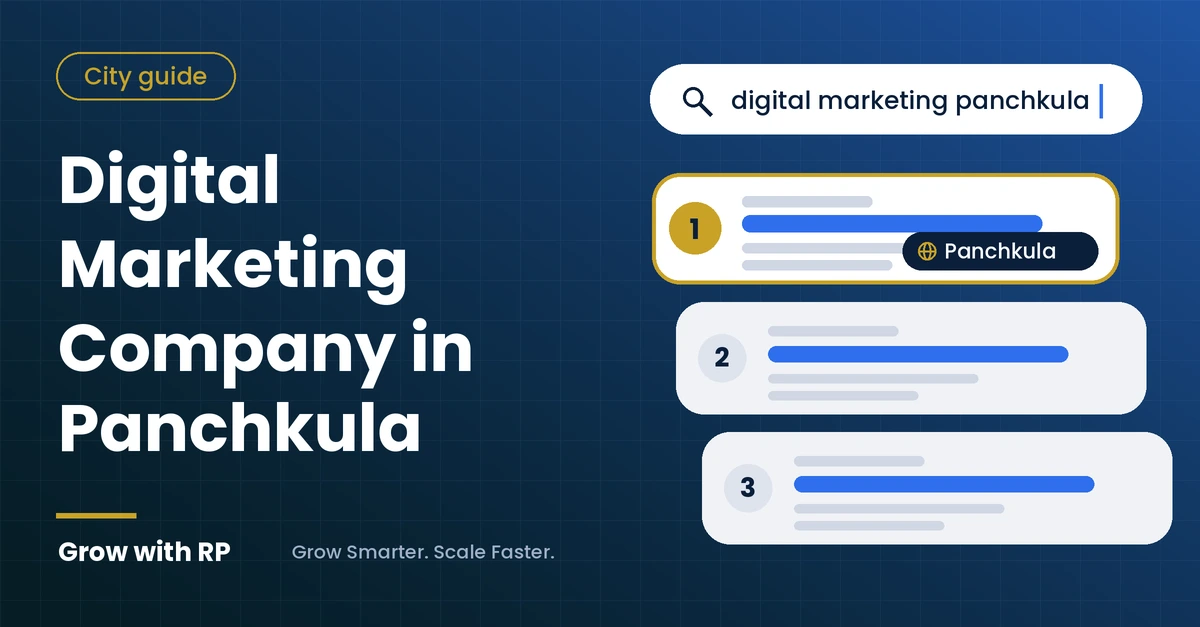 City guide
Digital
Marketing
Company in
Panchkula
Grow with RP
Grow Smarter. Scale Faster.
digital marketing panchkula
1
Panchkula
2
3